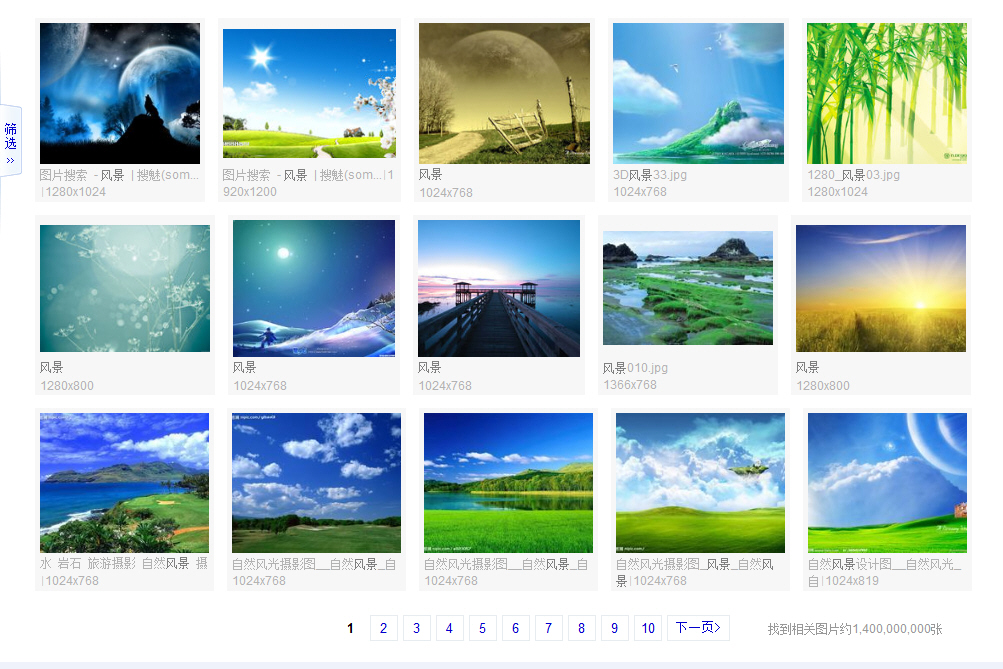 筛
选
>>
图片搜索 - 风景 | 搜魅(som...
| 1280x1024
图片搜索 - 风景 | 搜魅(som... | 1
920x1200
风景
1024x768
3D风景33.jpg
1024x768
1280_风景03.jpg
1280x1024
风景
1280x800
风景
1024x768
风景
1024x768
风景010.jpg
1366x768
风景
1280x800
水 岩石 旅游摄影 自然风景 摄
| 1024x768
自然风光摄影图__自然风景_自
1024x768
自然风光摄影图__自然风景_自
1024x768
自然风光摄影图_风景_自然风
景 | 1024x768
自然风景设计图__自然风光_
自 | 1024x819
1 2 3 4 5 6 7 8 9 10 下一页> 找到相关图片约1,400,000,000张